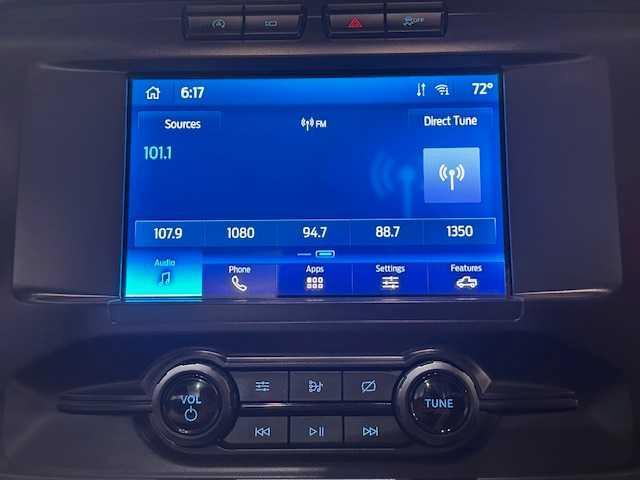 OFF
6:17 72°
Sources FM Direct Tune
101.1
107.9 1080 94.7 88.7 1350
Audio Phone Apps Settings Features
VOL TUNE